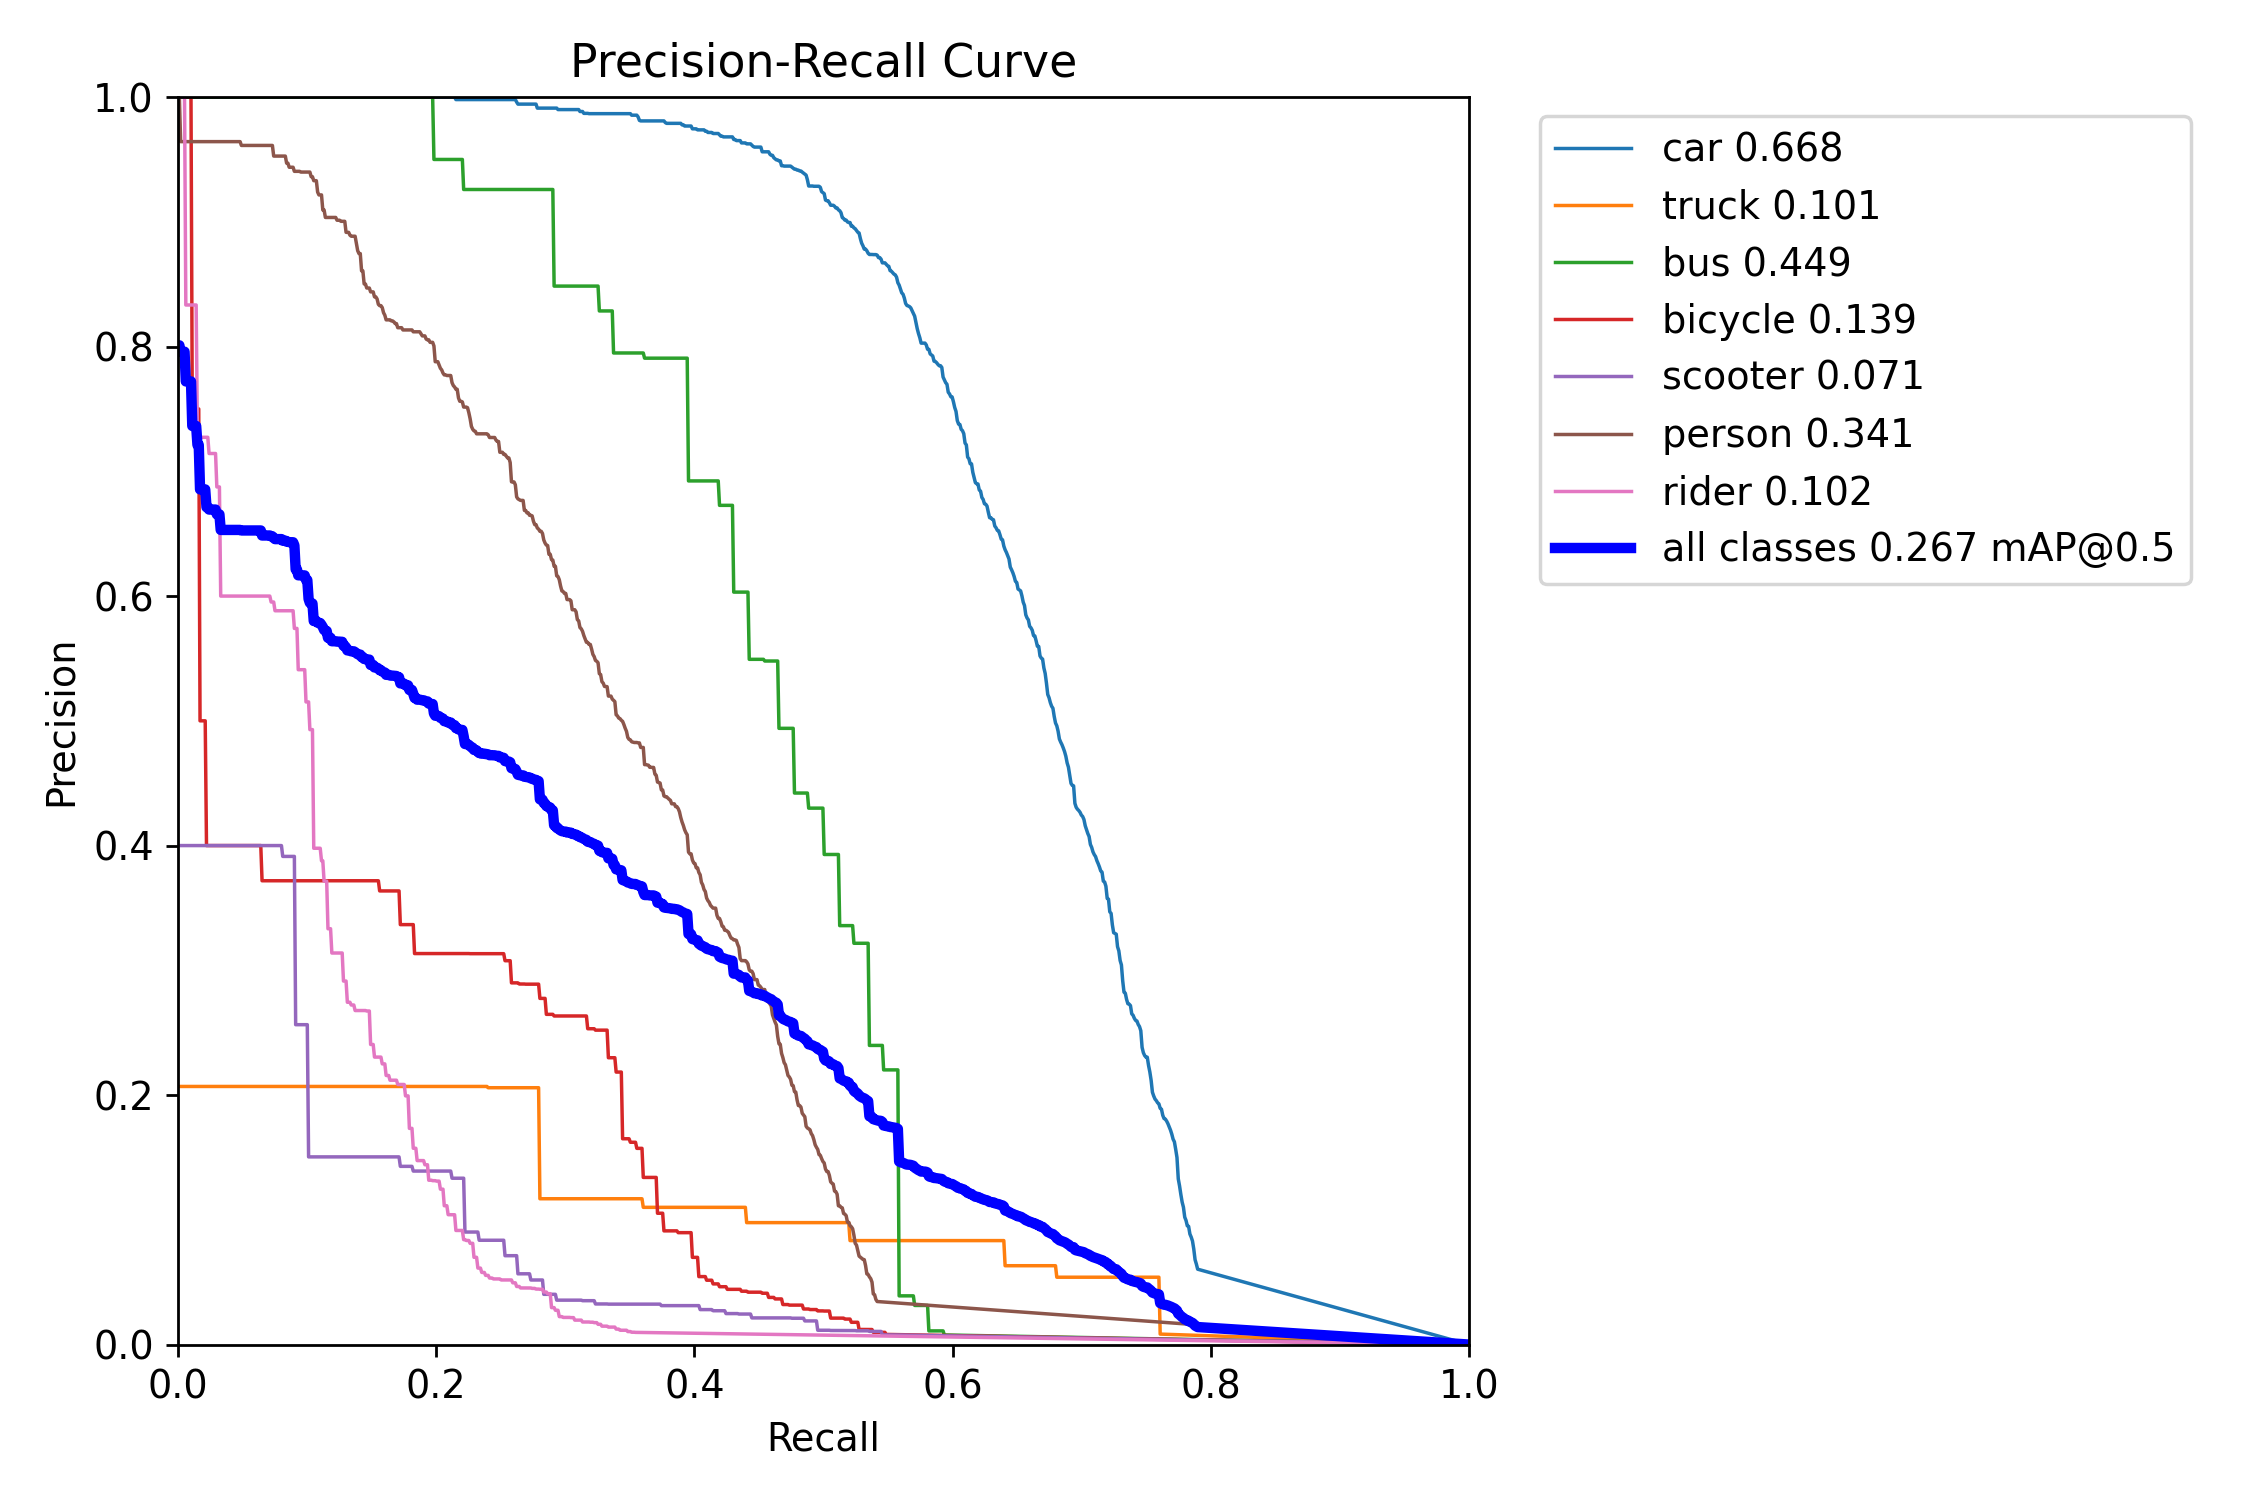 Precision-Recall Curve
1.0
0.8
0.6
0.4
0.2
0.0
Precision
0.0 0.2 0.4 0.6 0.8 1.0
Recall
car 0.668
truck 0.101
bus 0.449
bicycle 0.139
scooter 0.071
person 0.341
rider 0.102
all classes 0.267 mAP@0.5